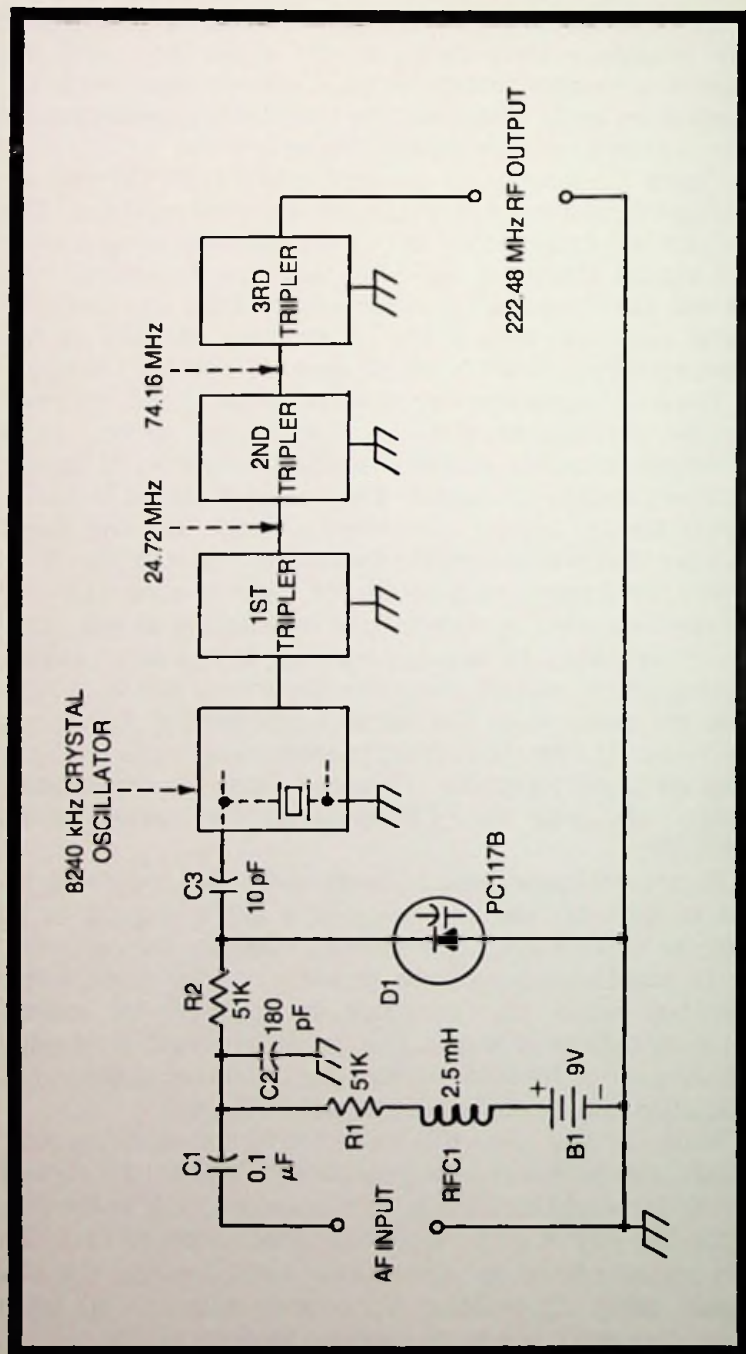 8240 kHz CRYSTAL
OSCILLATOR
24.72 MHz
74.16 MHz
1ST
TRIPLER
2ND
TRIPLER
3RD
TRIPLER
C1
0.1
μF
R2
51K
C3
10 pF
C2
180
pF
R1
51K
RFC1
2.5 mH
B1
+
9V
−
D1
PC117B
AF INPUT
222.48 MHz RF OUTPUT